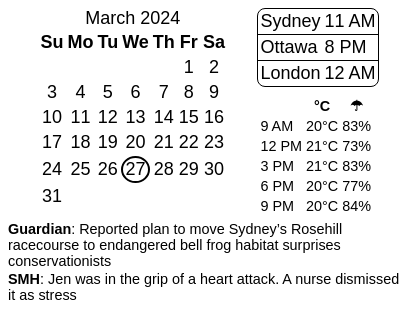 March 2024
Su Mo Tu We Th Fr Sa
1 2
3 4 5 6 7 8 9
10 11 12 13 14 15 16
17 18 19 20 21 22 23
24 25 26 27 28 29 30
31
Sydney 11 AM
Ottawa 8 PM
London 12 AM
°C ☂
9 AM 20°C 83%
12 PM 21°C 73%
3 PM 21°C 83%
6 PM 20°C 77%
9 PM 20°C 84%
Guardian: Reported plan to move Sydney’s Rosehill
racecourse to endangered bell frog habitat surprises
conservationists
SMH: Jen was in the grip of a heart attack. A nurse dismissed
it as stress